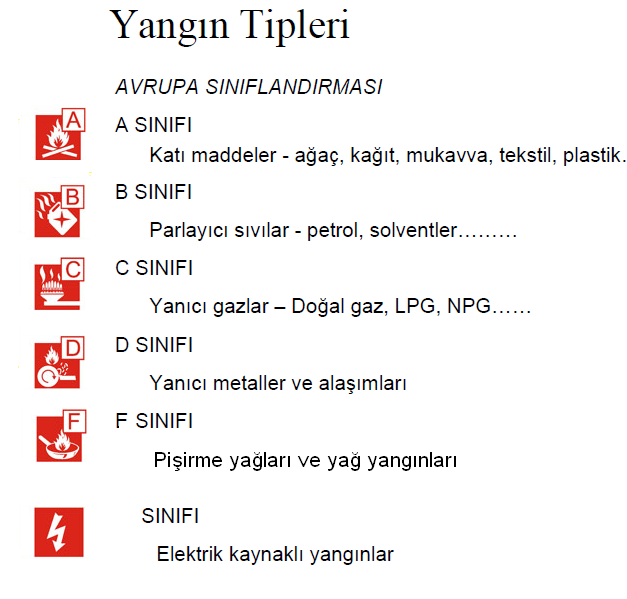 Yangın Tipleri
AVRUPA SINIFLANDIRMASI
A
A SINIFI
Katı maddeler - ağaç, kağıt, mukavva, tekstil, plastik.
B
B SINIFI
Parlayıcı sıvılar - petrol, solventler………
C
C SINIFI
Yanıcı gazlar – Doğal gaz, LPG, NPG……
D
D SINIFI
Yanıcı metaller ve alaşımları
F
F SINIFI
Pişirme yağları ve yağ yangınları
SINIFI
Elektrik kaynaklı yangınlar